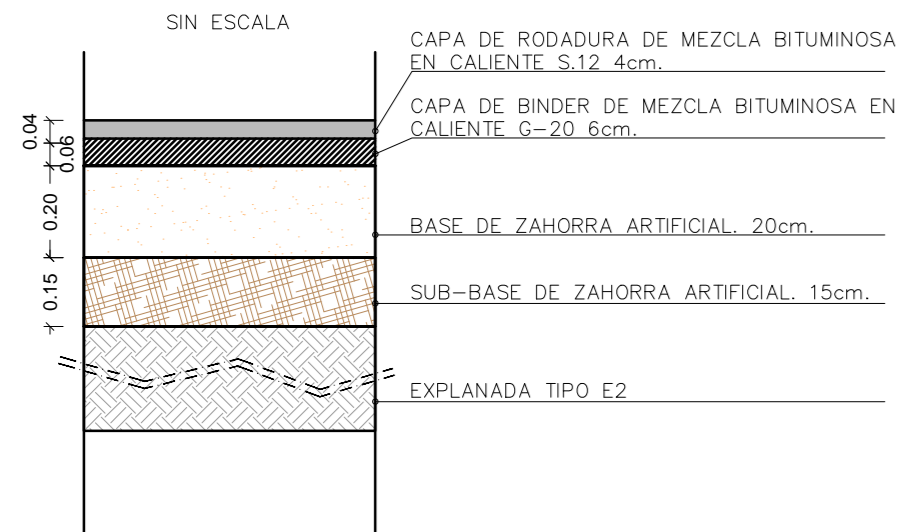 SIN ESCALA
CAPA DE RODADURA DE MEZCLA BITUMINOSA
EN CALIENTE S.12 4cm.
CAPA DE BINDER DE MEZCLA BITUMINOSA EN
CALIENTE G-20 6cm.
BASE DE ZAHORRA ARTIFICIAL. 20cm.
SUB-BASE DE ZAHORRA ARTIFICIAL. 15cm.
EXPLANADA TIPO E2
0.04
0.06
0.20
0.15